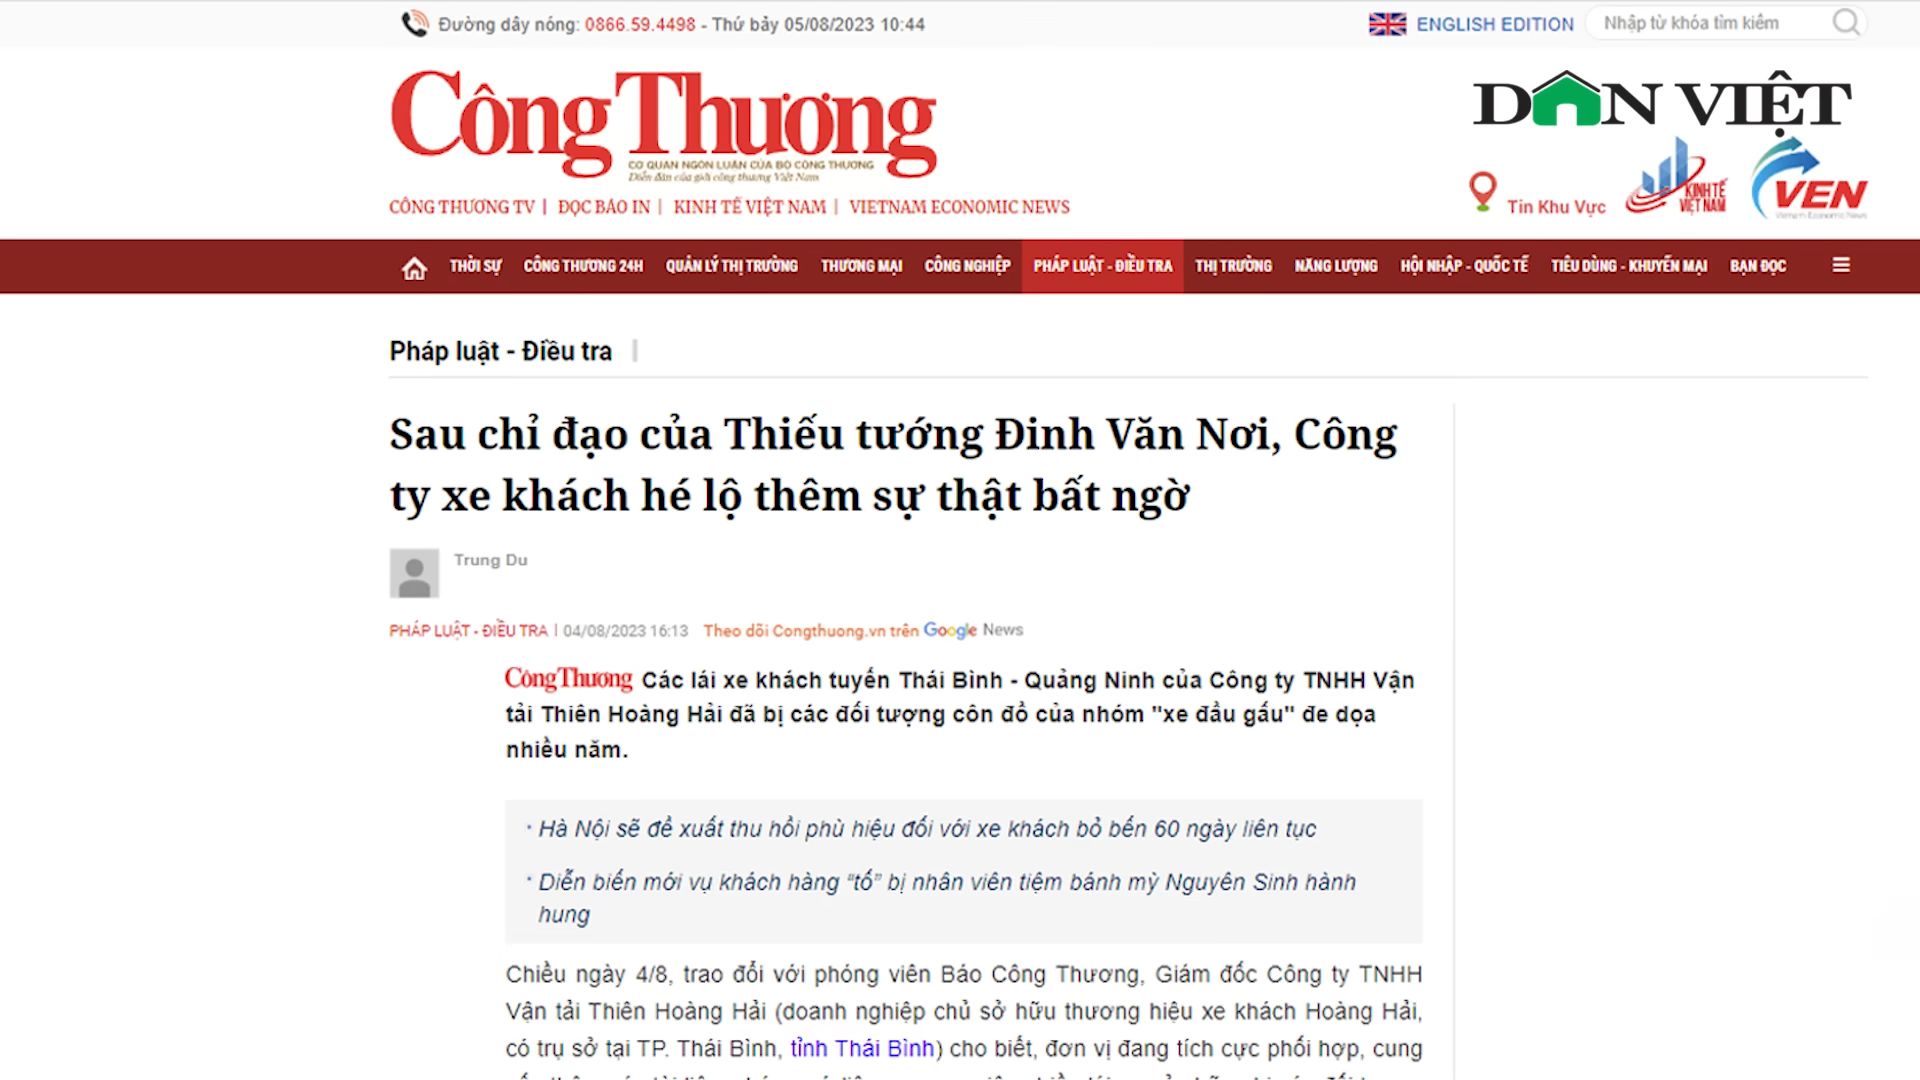 Đường dây nóng: 0866.59.4498 - Thứ bảy 05/08/2023 10:44
ENGLISH EDITION
Nhập từ khóa tìm kiếm
Công Thương
CƠ QUAN NGÔN LUẬN CỦA BỘ CÔNG THƯƠNG
Diễn đàn của giới công thương Việt Nam
DÂN VIỆT
CÔNG THƯƠNG TV | ĐỌC BÁO IN | KINH TẾ VIỆT NAM | VIETNAM ECONOMIC NEWS
Tin Khu Vực
KINH TẾ
VIỆT NAM
VEN
Vietnam Economic News
THỜI SỰ CÔNG THƯƠNG 24H QUẢN LÝ THỊ TRƯỜNG THƯƠNG MẠI CÔNG NGHIỆP PHÁP LUẬT - ĐIỀU TRA THỊ TRƯỜNG NĂNG LƯỢNG HỘI NHẬP - QUỐC TẾ TIÊU DÙNG - KHUYẾN MẠI BẠN ĐỌC
Pháp luật - Điều tra
Sau chỉ đạo của Thiếu tướng Đinh Văn Nơi, Công
ty xe khách hé lộ thêm sự thật bất ngờ
Trung Du
PHÁP LUẬT - ĐIỀU TRA | 04/08/2023 16:13 Theo dõi Congthuong.vn trên Google News
Công Thương Các lái xe khách tuyến Thái Bình - Quảng Ninh của Công ty TNHH Vận
tải Thiên Hoàng Hải đã bị các đối tượng côn đồ của nhóm "xe đầu gấu" đe dọa
nhiều năm.
Hà Nội sẽ đề xuất thu hồi phù hiệu đối với xe khách bỏ bến 60 ngày liên tục
Diễn biến mới vụ khách hàng “tố” bị nhân viên tiệm bánh mỳ Nguyên Sinh hành
hung
Chiều ngày 4/8, trao đổi với phóng viên Báo Công Thương, Giám đốc Công ty TNHH
Vận tải Thiên Hoàng Hải (doanh nghiệp chủ sở hữu thương hiệu xe khách Hoàng Hải,
có trụ sở tại TP. Thái Bình, tỉnh Thái Bình) cho biết, đơn vị đang tích cực phối hợp, cung